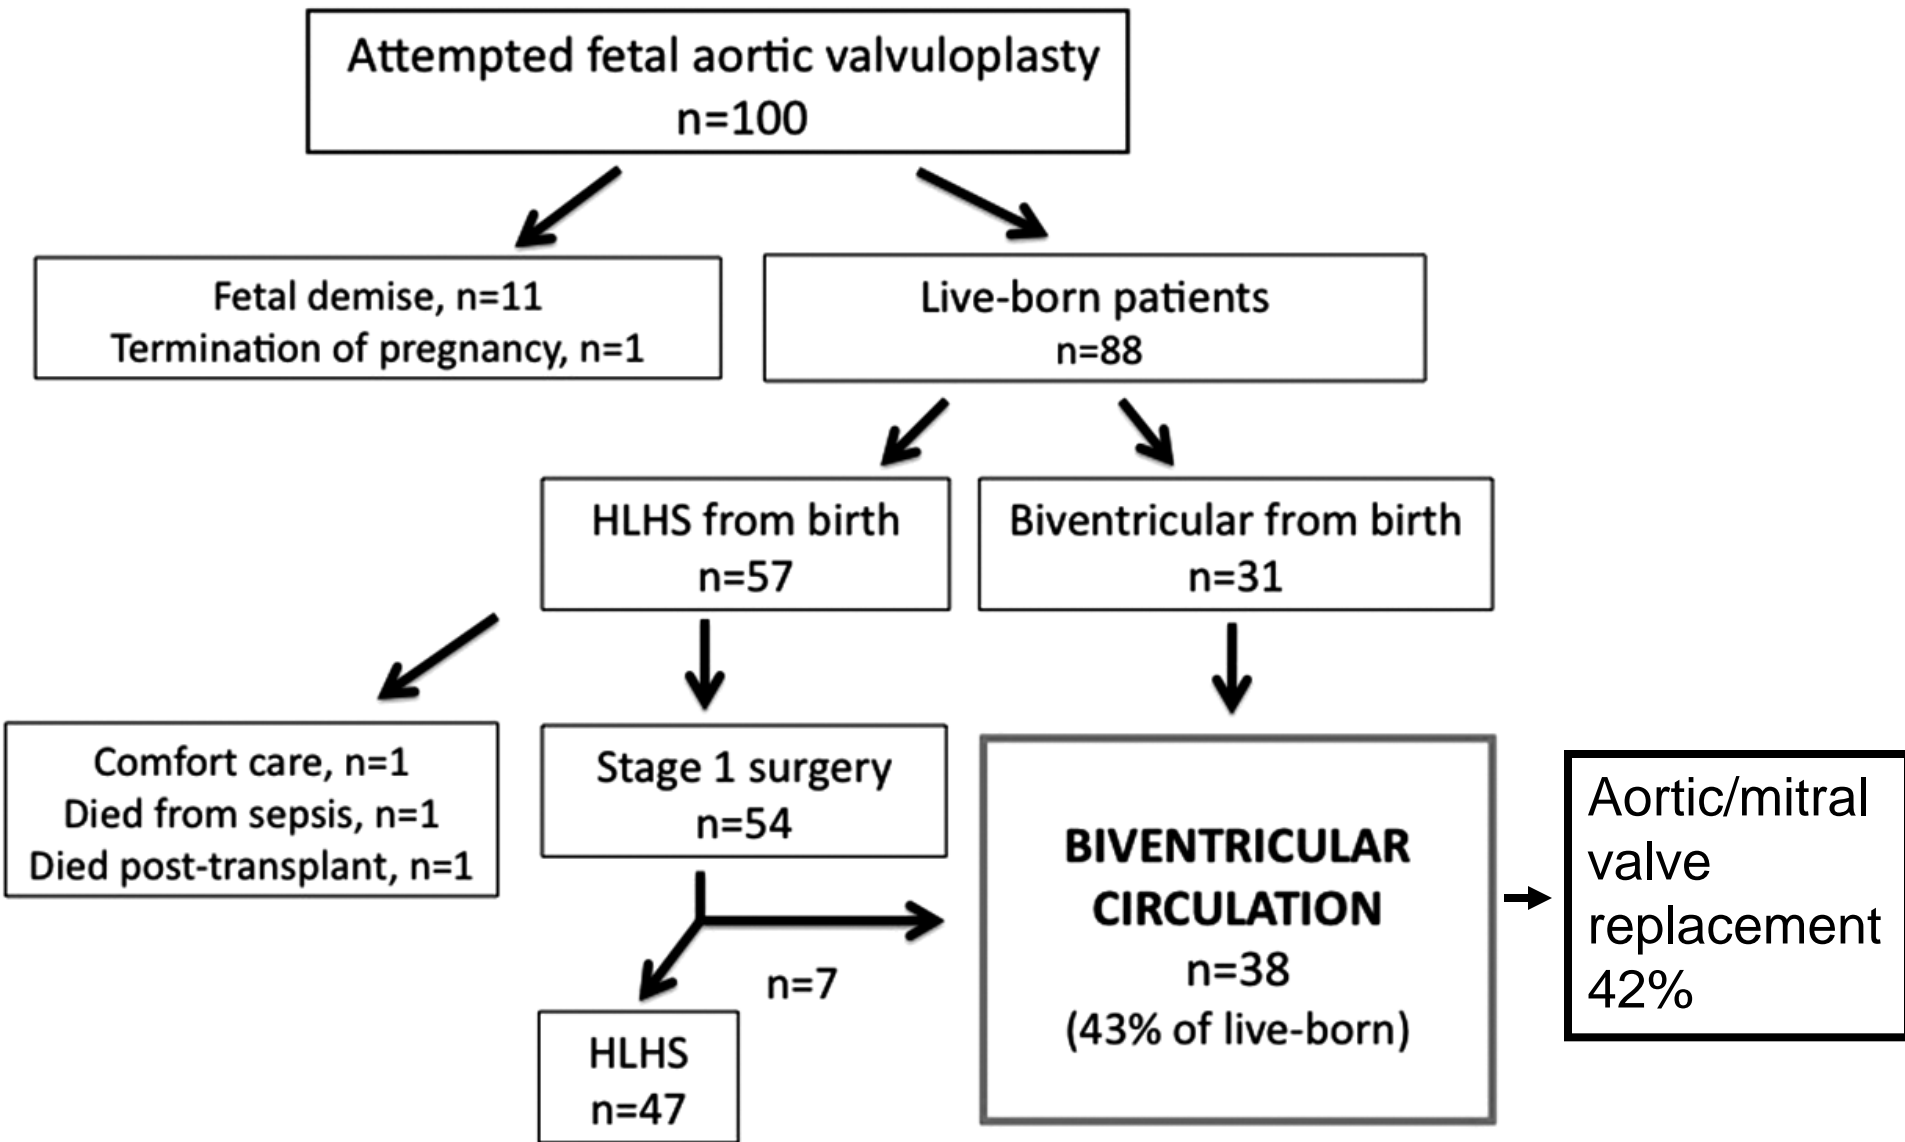 Attempted fetal aortic valvuloplasty
n=100
Fetal demise, n=11
Termination of pregnancy, n=1
Live-born patients
n=88
HLHS from birth
n=57
Biventricular from birth
n=31
Comfort care, n=1
Died from sepsis, n=1
Died post-transplant, n=1
Stage 1 surgery
n=54
BIVENTRICULAR
CIRCULATION
n=38
(43% of live-born)
Aortic/mitral
valve
replacement
42%
n=7
HLHS
n=47